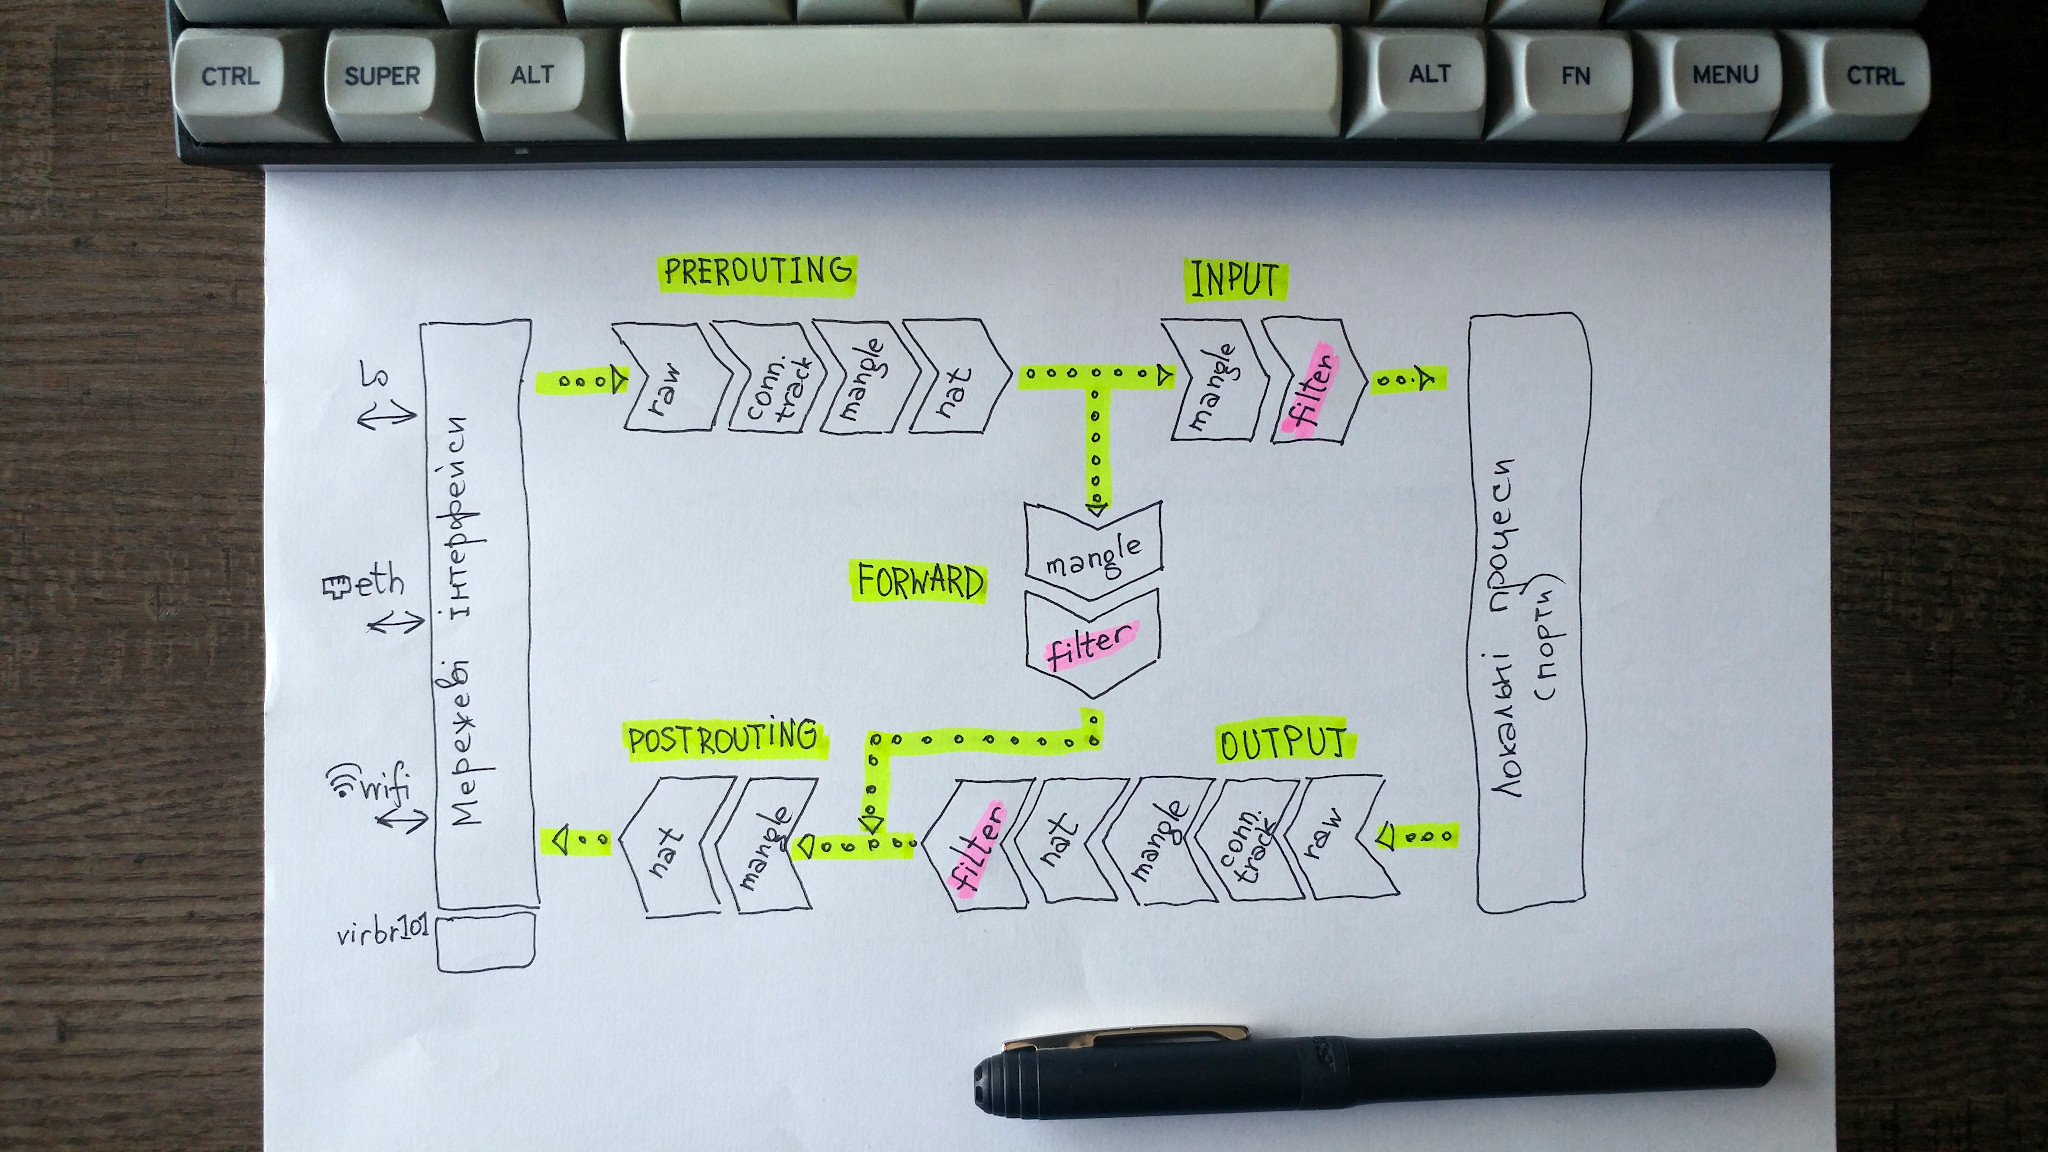 CTRL
SUPER
ALT
ALT
FN
MENU
CTRL
PREROUTING
INPUT
raw
conn.
track
mangle
nat
mangle
filter
Мережеві інтерфейси
eth
wifi
virbr101
FORWARD
mangle
filter
Локальні процеси
(порти)
POSTROUTING
OUTPUT
nat
mangle
filter
nat
mangle
conn.
track
raw